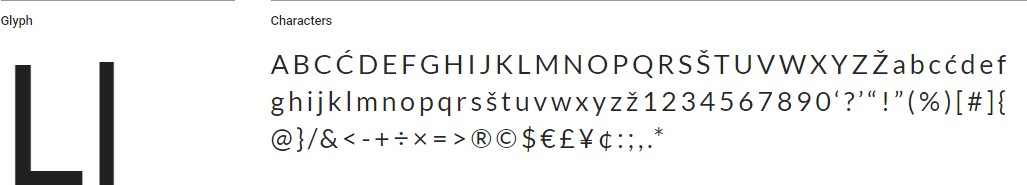 Glyph
Characters
Ll
ABCĆDEFGHIJKLMNOPQRSŠTUVWXYZŽabcćdef
ghijklmnopqrsštuvwxyzž1234567890‘?’“!”(%)[#]{
@}/&<-+÷×=>®©$€£¥¢:;,.*